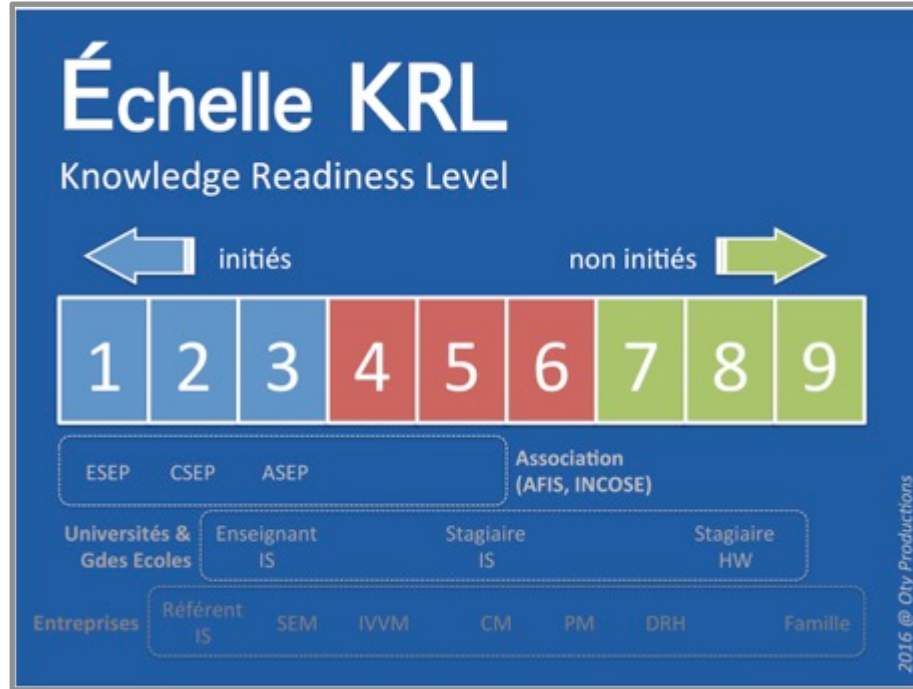 Échelle KRL
Knowledge Readiness Level
initiés
non initiés
1 2 3 4 5 6 7 8 9
ESEP CSEP ASEP
Association
(AFIS, INCOSE)
Universités &
Gdes Ecoles
Enseignant
IS
Stagiaire
IS
Stagiaire
HW
Entreprises
Référent
IS
SEM IVVM CM PM DRH Famille
2016 @ Qty Productions